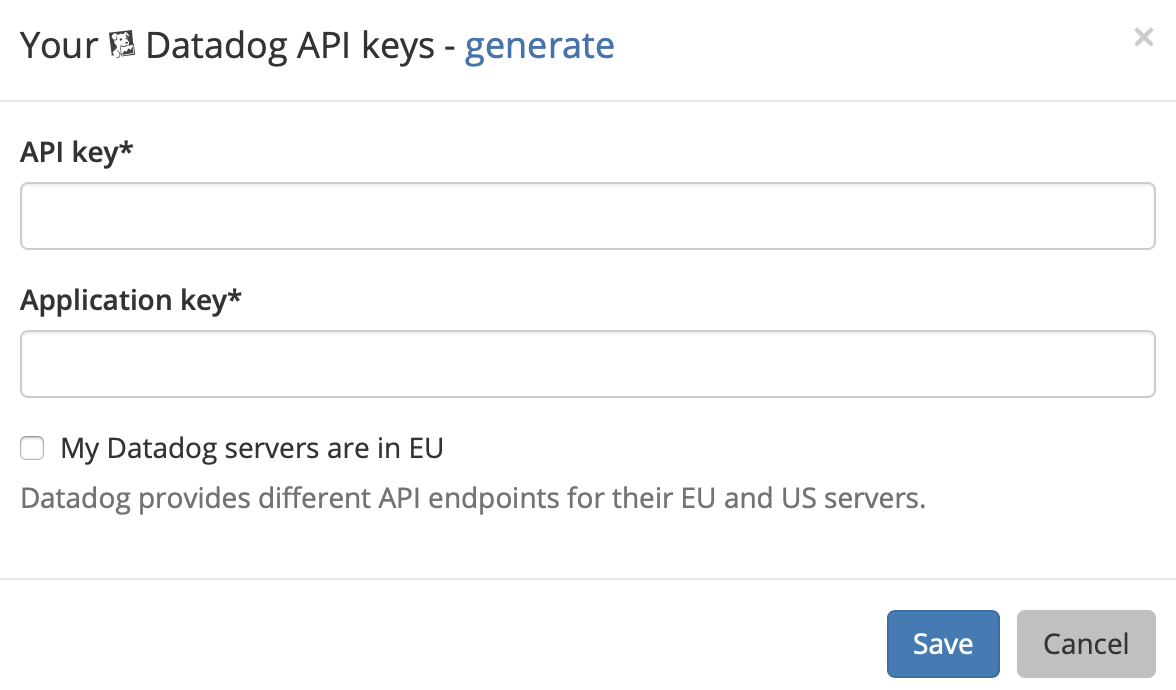 Your Datadog API keys - generate
API key*
Application key*
My Datadog servers are in EU
Datadog provides different API endpoints for their EU and US servers.
Save Cancel